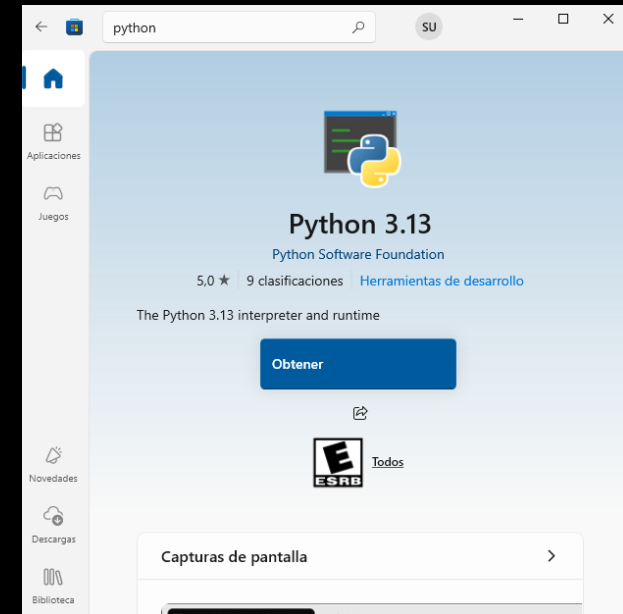 python
SU
Aplicaciones
Juegos
Python 3.13
Python Software Foundation
5,0 ★ 9 clasificaciones Herramientas de desarrollo
The Python 3.13 interpreter and runtime
Obtener
E
ESRB
Todos
Novedades
Descargas
Biblioteca
Capturas de pantalla